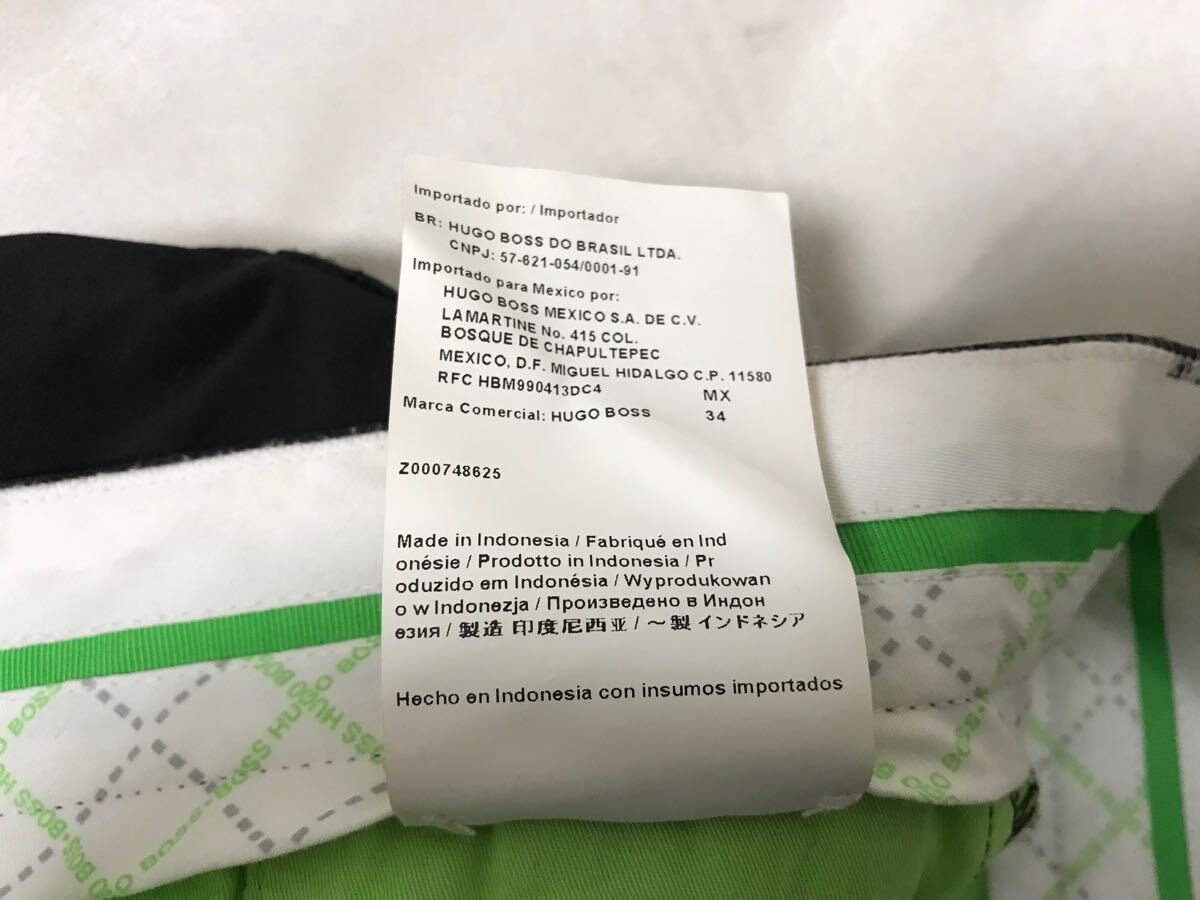 Importado por: / Importador
BR: HUGO BOSS DO BRASIL LTDA.
CNPJ: 57-621-054/0001-91
Importado para Mexico por:
HUGO BOSS MEXICO S.A. DE C.V.
LAMARTINE No. 415 COL.
BOSQUE DE CHAPULTEPEC
MEXICO, D.F. MIGUEL HIDALGO C.P. 11580
RFC HBM990413DC4 MX
Marca Comercial: HUGO BOSS 34
Z000748625
Made in Indonesia / Fabriqué en Ind
onésie / Prodotto in Indonesia / Pr
oduzido em Indonésia / Wyprodukowan
o w Indonezja / Произведено в Индон
езия / 製造 印度尼西亚 / ～製 インドネシア
Hecho en Indonesia con insumos importados
BOSS HUGO BOSS